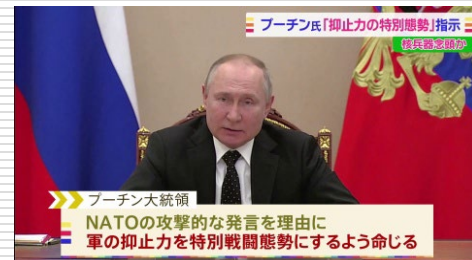 プーチン氏「抑止力の特別態勢」指示
核兵器念頭か
プーチン大統領
NATOの攻撃的な発言を理由に
軍の抑止力を特別戦闘態勢にするよう命じる